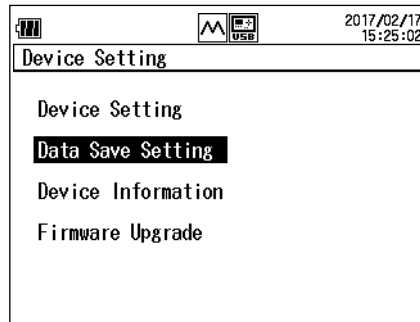 USB
2017/02/17
15:25:02
Device Setting
Device Setting
Data Save Setting
Device Information
Firmware Upgrade